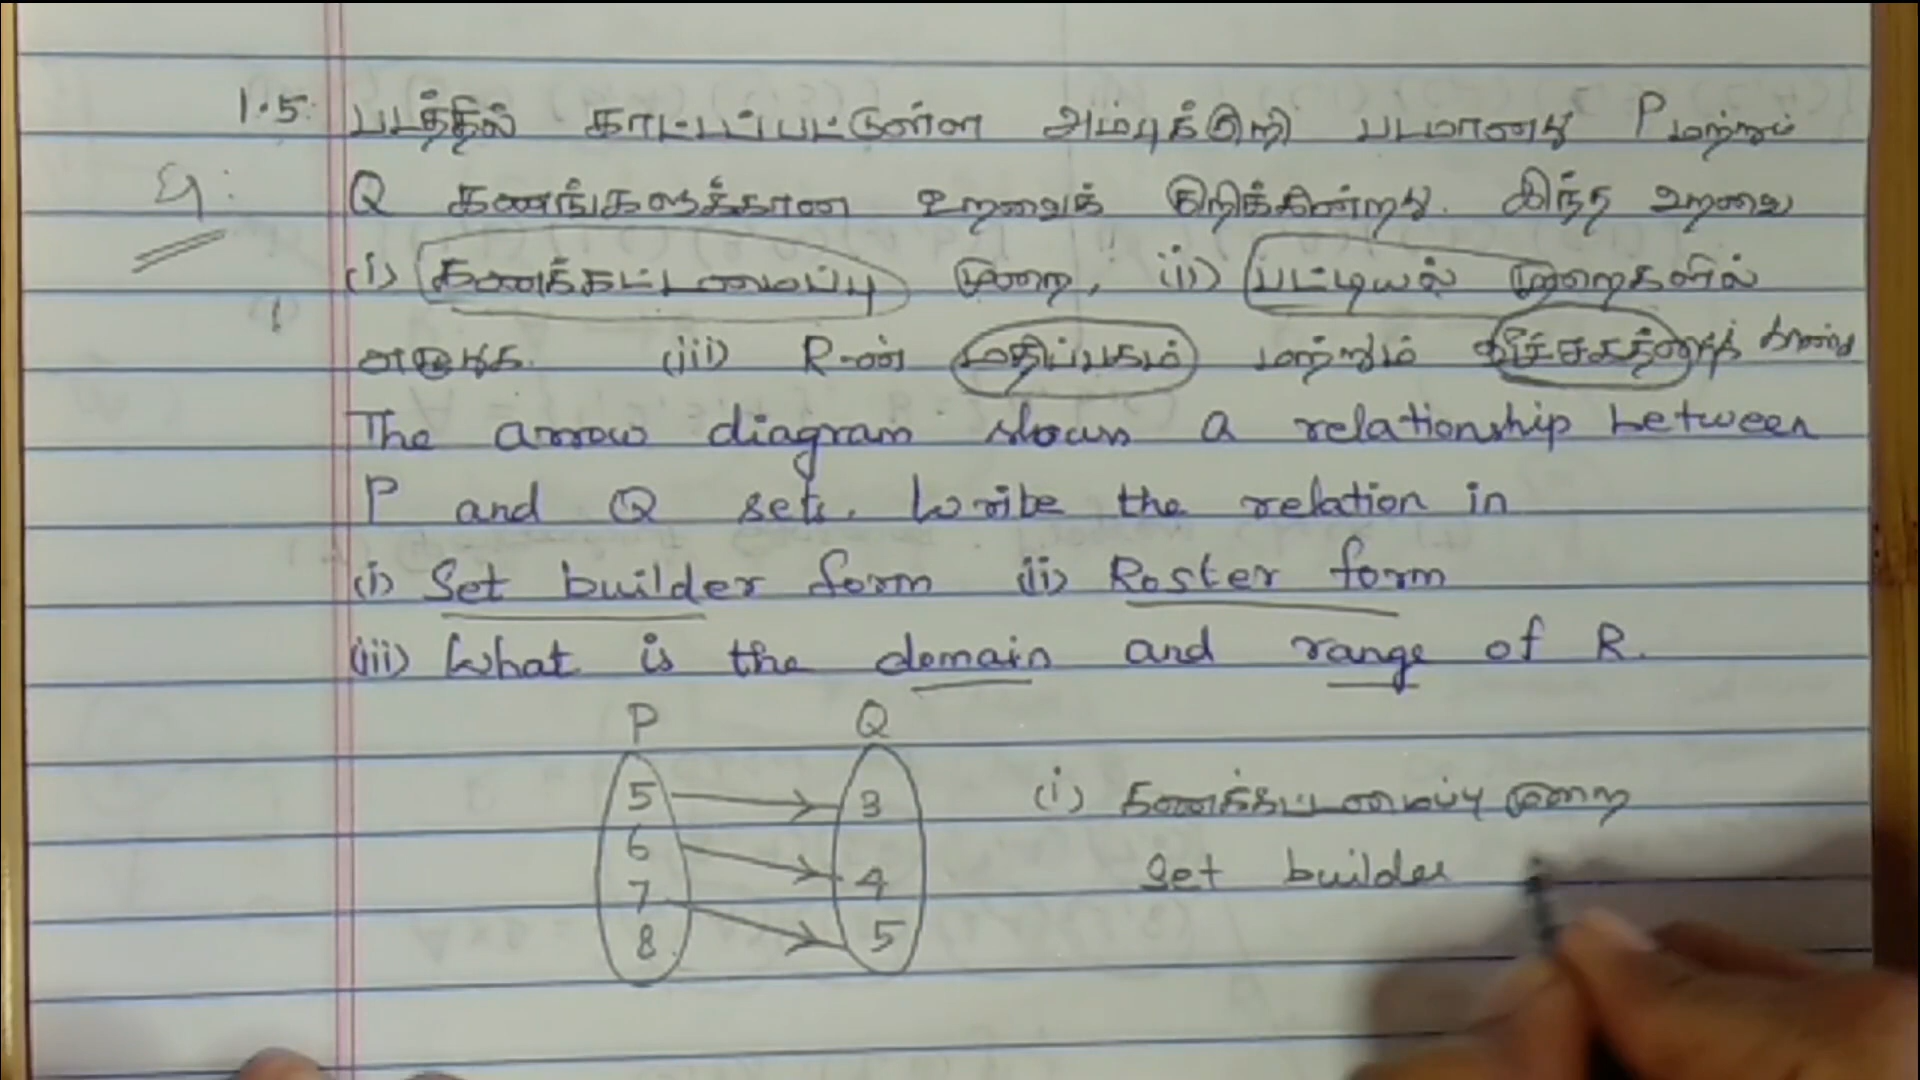 1.5. படத்தில் காட்டப்பட்டுள்ள அம்புக்குறி படமானது P மற்றும்
Q கணங்களுக்கான உறவைக் குறிக்கின்றது. இந்த உறவை
(i) கணக்கட்டமைப்பு முறை, ii) பட்டியல் முறைகளில்
எழுதுக. (iii) R-ன் மதிப்பகம் மற்றும் வீச்சகத்தைக் காண்க
The arrow diagram shows a relationship between
P and Q sets. Write the relation in
(i) Set builder form (ii) Roster form
(iii) What is the domain and range of R.
P Q
5 3
6
7 4
8 5
(i) கணக்கட்டமைப்பு முறை
Set builder